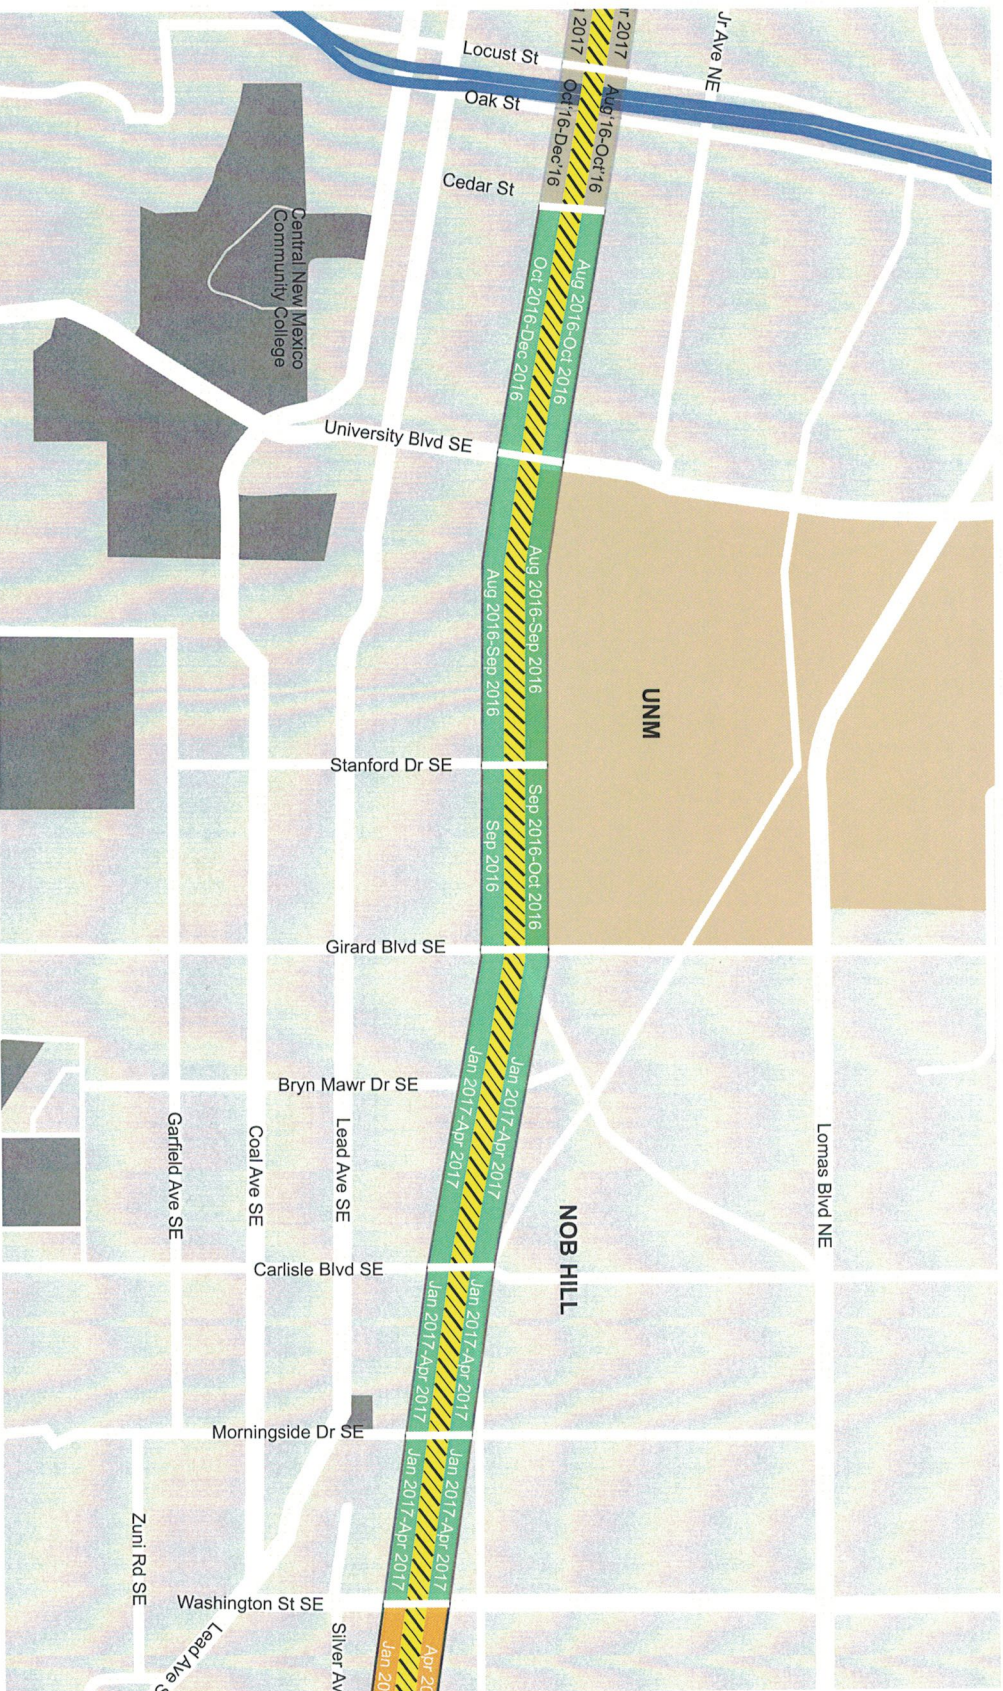 Jr Ave NE
r 2017
2017
Locust St
Oak St
Aug'16-Oct'16
Oct'16-Dec'16
Cedar St
Central New Mexico
Community College
Aug 2016-Oct 2016
Oct 2016-Dec 2016
University Blvd SE
Aug 2016-Sep 2016
Aug 2016-Sep 2016
UNM
Stanford Dr SE
Sep 2016-Oct 2016
Sep 2016
Girard Blvd SE
Jan 2017-Apr 2017
Jan 2017-Apr 2017
Bryn Mawr Dr SE
Lomas Blvd NE
Lead Ave SE
Coal Ave SE
Garfield Ave SE
NOB HILL
Carlisle Blvd SE
Jan 2017-Apr 2017
Jan 2017-Apr 2017
Morningside Dr SE
Jan 2017-Apr 2017
Jan 2017-Apr 2017
Zuni Rd SE
Washington St SE
Lead Ave S
Silver Av
Apr 20
Jan 20